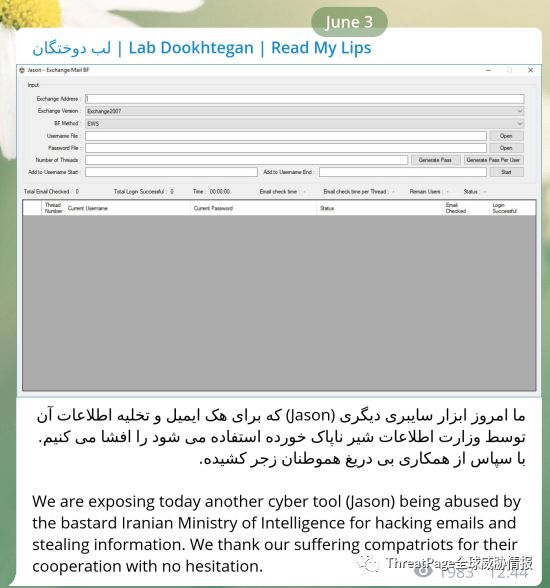 June 3
لب دوختگان | Lab Dookhtegan | Read My Lips
Jason - Exchange Mail BF
Input
Exchange Address :
Exchange Version : Exchange2007
BF Method : EWS
Username File : Open
Password File : Open
Number of Threads : Generate Pass Generate Pass Per User
Add to Username Start : Add to Username End : Start
Total Email Checked : 0 Total Login Successful : 0 Time : 00:00:00 Email check time : - Email check time per Thread : - Remain Users : - Status : -
Thread Number Current Username Current Password Status Email Checked Login Successful
ما امروز ابزار سایبری دیگری (Jason) که برای هک ایمیل و تخلیه اطلاعات آن
توسط وزارت اطلاعات شیر ناپاک خورده استفاده می شود را افشا می کنیم.
با سپاس از همکاری بی دریغ هموطنان زجر کشیده.
We are exposing today another cyber tool (Jason) being abused by
the bastard Iranian Ministry of Intelligence for hacking emails and
stealing information. We thank our suffering compatriots for their
cooperation with no hesitation.
ThreatPage全球威胁情报
1983 12:44